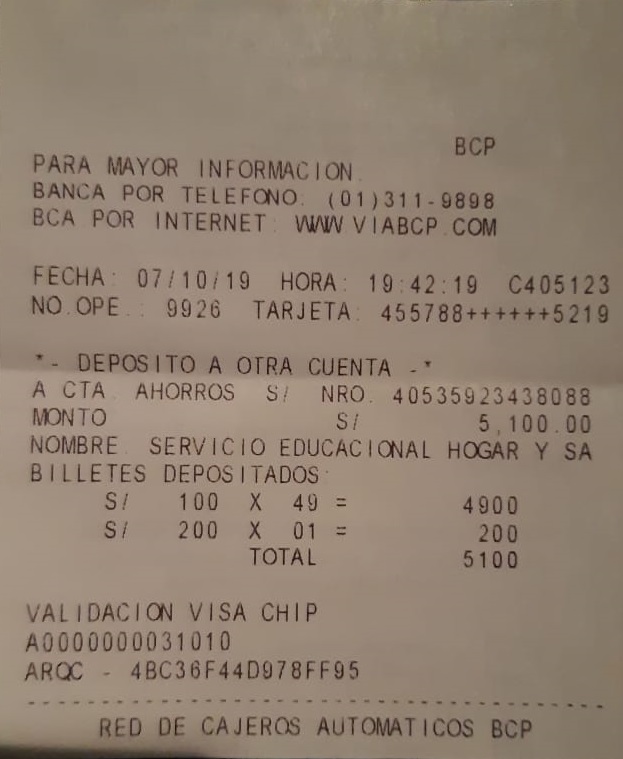 BCP
PARA MAYOR INFORMACION.
BANCA POR TELEFONO: (01)311-9898
BCA POR INTERNET: WWW.VIABCP.COM
FECHA: 07/10/19 HORA: 19:42:19 C405123
NO.OPE.: 9926 TARJETA: 455788++++++5219
*- DEPOSITO A OTRA CUENTA -*
A CTA. AHORROS S/ NRO. 40535923438088
MONTO S/ 5,100.00
NOMBRE: SERVICIO EDUCACIONAL HOGAR Y SA
BILLETES DEPOSITADOS:
S/ 100 X 49 = 4900
S/ 200 X 01 = 200
TOTAL 5100
VALIDACION VISA CHIP
A0000000031010
ARQC - 4BC36F44D978FF95
RED DE CAJEROS AUTOMATICOS BCP